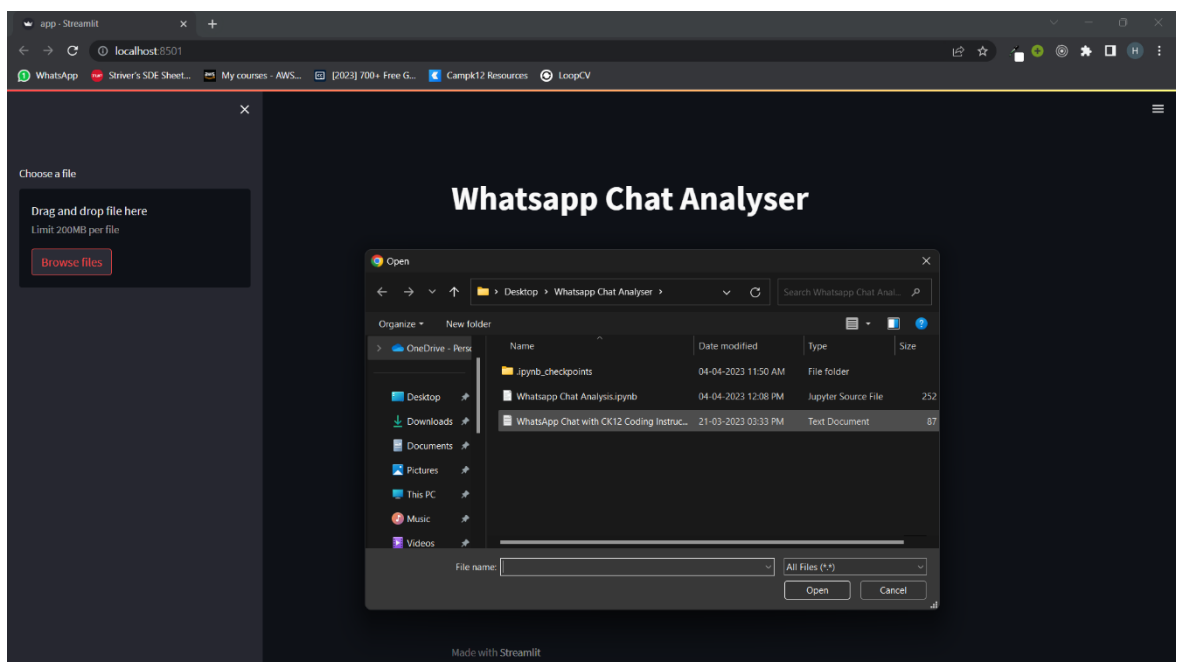 app - Streamlit
localhost:8501
H
WhatsApp Striver's SDE Sheet... My courses - AWS... [2023] 700+ Free G... Campk12 Resources LoopCV
Choose a file
Drag and drop file here
Limit 200MB per file
Browse files
Whatsapp Chat Analyser
Open
Desktop > Whatsapp Chat Analyser >
Search Whatsapp Chat Anal...
Organize New folder
Name Date modified Type Size
OneDrive - Perso
.ipynb_checkpoints 04-04-2023 11:50 AM File folder
Desktop
Whatsapp Chat Analysis.ipynb 04-04-2023 12:08 PM Jupyter Source File 252
Downloads
WhatsApp Chat with CK12 Coding Instruc... 21-03-2023 03:33 PM Text Document 87
Documents
Pictures
This PC
Music
Videos
File name:
All Files (*.*)
Open Cancel
Made with Streamlit